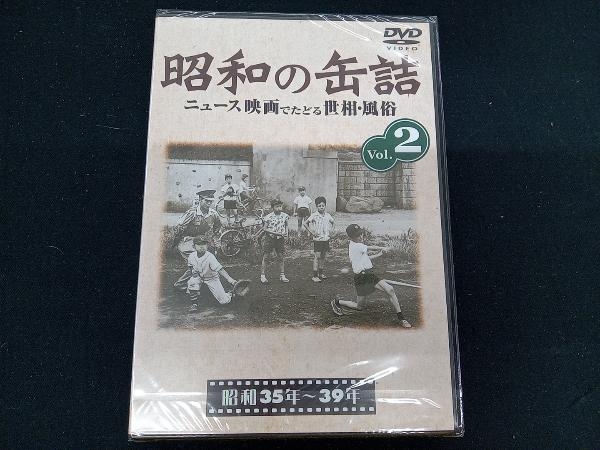 DVD
VIDEO
昭和の缶詰
ニュース映画でたどる世相・風俗
Vol.2
昭和35年～39年